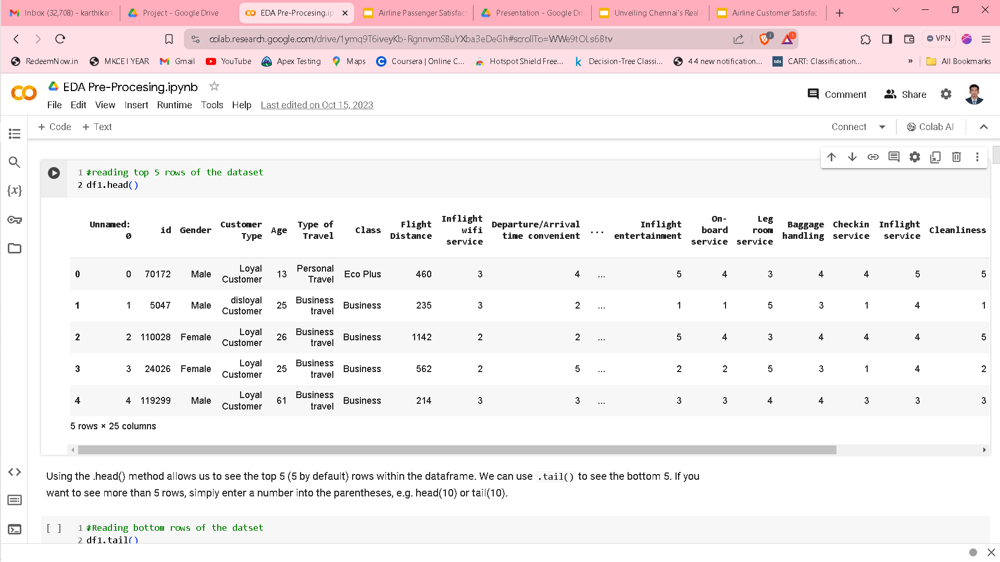 Inbox (32,708) - karthikart
Project - Google Drive
EDA Pre-Procesing.ip
Airline Passenger Satisfac
Presentation - Google Dri
Unveiling Chennai's Real
Airline Customer Satisfact
colab.research.google.com/drive/1ymq9T6iveyKb-RgnnvmSBuYXba3eDeGh#scrollTo=WWe9tOLs6Btv
2
1
VPN
RedeemNow.in
MKCE I YEAR
Gmail
YouTube
Apex Testing
Maps
Coursera | Online C...
Hotspot Shield Free...
Decision-Tree Classi...
4 4 new notification...
tds CART: Classification...
»
All Bookmarks
EDA Pre-Procesing.ipynb
Comment
Share
File Edit View Insert Runtime Tools Help Last edited on Oct 15, 2023
+ Code + Text
Connect
Colab AI
{x}
1 #reading top 5 rows of the dataset
2 df1.head()
Unnamed: 0 id Gender Customer Type Age Type of Travel Class Flight Distance Inflight wifi service Departure/Arrival time convenient ... Inflight entertainment On-board service Leg room service Baggage handling Checkin service Inflight service Cleanliness
0 0 70172 Male Loyal Customer 13 Personal Travel Eco Plus 460 3 4 ... 5 4 3 4 4 5 5
1 1 5047 Male disloyal Customer 25 Business travel Business 235 3 2 ... 1 1 5 3 1 4 1
2 2 110028 Female Loyal Customer 26 Business travel Business 1142 2 2 ... 5 4 3 4 4 4 5
3 3 24026 Female Loyal Customer 25 Business travel Business 562 2 5 ... 2 2 5 3 1 4 2
4 4 119299 Male Loyal Customer 61 Business travel Business 214 3 3 ... 3 3 4 4 3 3 3
5 rows × 25 columns
Using the .head() method allows us to see the top 5 (5 by default) rows within the dataframe. We can use .tail() to see the bottom 5. If you
want to see more than 5 rows, simply enter a number into the parentheses, e.g. head(10) or tail(10).
[ ] 1 #Reading bottom rows of the datset
2 df1.tail()